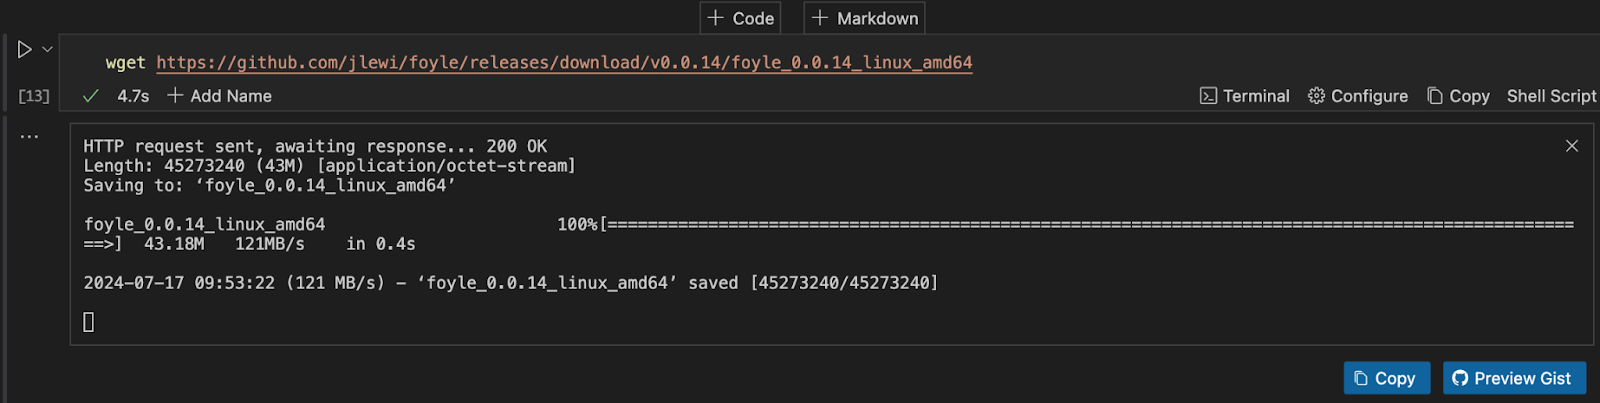 + Code + Markdown
wget https://github.com/jlewi/foyle/releases/download/v0.0.14/foyle_0.0.14_linux_amd64
[13] ✓ 4.7s + Add Name Terminal Configure Copy Shell Script
...
HTTP request sent, awaiting response... 200 OK
Length: 45273240 (43M) [application/octet-stream]
Saving to: ‘foyle_0.0.14_linux_amd64’
foyle_0.0.14_linux_amd64 100%[================================================================================================
==>] 43.18M 121MB/s in 0.4s
2024-07-17 09:53:22 (121 MB/s) – ‘foyle_0.0.14_linux_amd64’ saved [45273240/45273240]
Copy Preview Gist